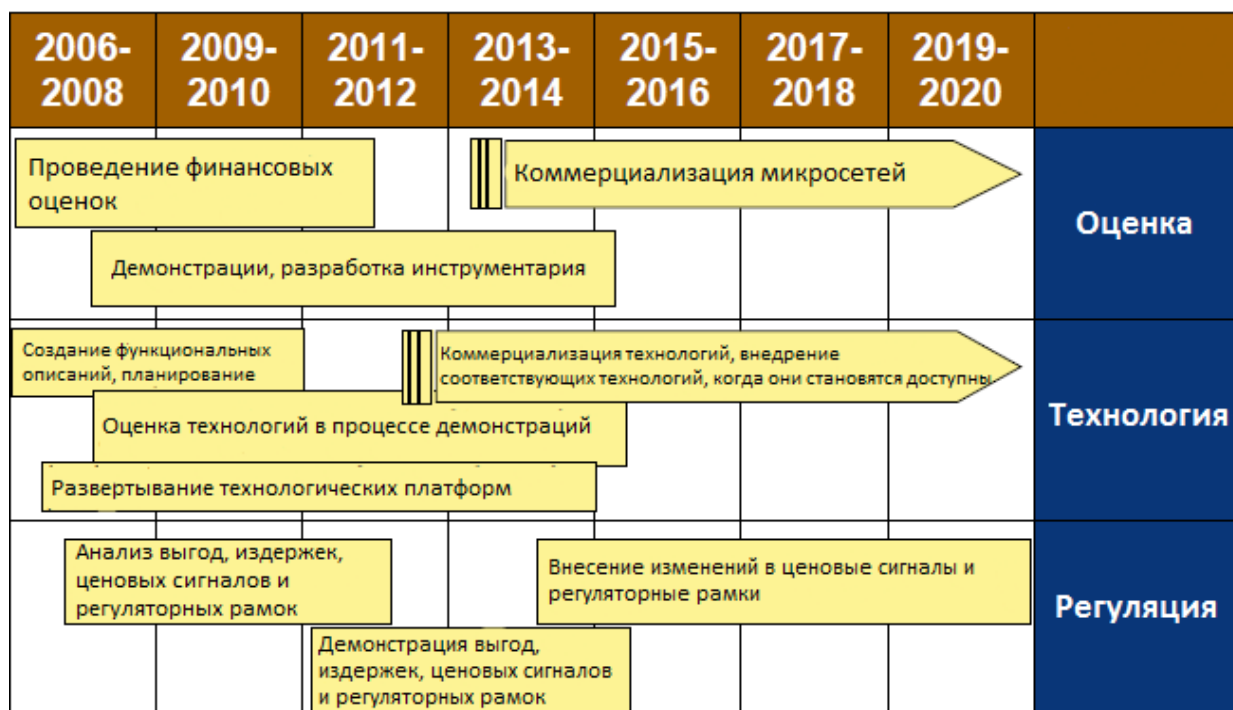 2006-
2008
2009-
2010
2011-
2012
2013-
2014
2015-
2016
2017-
2018
2019-
2020
Проведение финансовых
оценок
Коммерциализация микросетей
Демонстрации, разработка инструментария
Оценка
Создание функциональных
описаний, планирование
Коммерциализация технологий, внедрение
соответствующих технологий, когда они становятся доступны
Оценка технологий в процессе демонстраций
Развертывание технологических платформ
Технология
Анализ выгод, издержек,
ценовых сигналов и
регуляторных рамок
Внесение изменений в ценовые сигналы и
регуляторные рамки
Демонстрация выгод,
издержек, ценовых сигналов
и регуляторных рамок
Регуляция